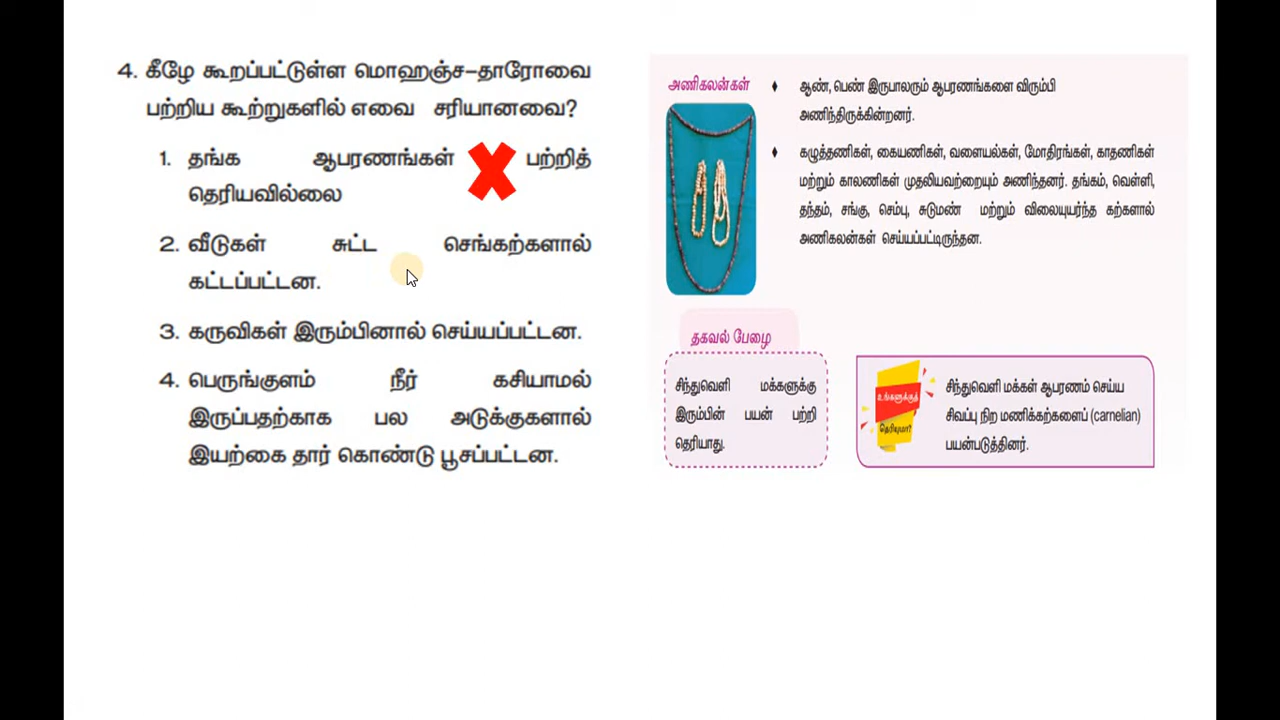 4. கீழே கூறப்பட்டுள்ள மொஹஞ்ச-தாரோவை
பற்றிய கூற்றுகளில் எவை சரியானவை?
1. தங்க ஆபரணங்கள் பற்றித்
தெரியவில்லை
2. வீடுகள் சுட்ட செங்கற்களால்
கட்டப்பட்டன.
3. கருவிகள் இரும்பினால் செய்யப்பட்டன.
4. பெருங்குளம் நீர் கசியாமல்
இருப்பதற்காக பல அடுக்குகளால்
இயற்கை தார் கொண்டு பூசப்பட்டன.
அணிகலன்கள்
♦ ஆண், பெண் இருபாலரும் ஆபரணங்களை விரும்பி
அணிந்திருக்கின்றனர்.
♦ கழுத்தணிகள், கையணிகள், வளையல்கள், மோதிரங்கள், காதணிகள்
மற்றும் காலணிகள் முதலியவற்றையும் அணிந்தனர். தங்கம், வெள்ளி,
தந்தம், சங்கு, செம்பு, சுடுமண் மற்றும் விலையுயர்ந்த கற்களால்
அணிகலன்கள் செய்யப்பட்டிருந்தன.
தகவல் பேழை
சிந்துவெளி மக்களுக்கு
இரும்பின் பயன் பற்றி
தெரியாது.
உங்களுக்குத்
தெரியுமா?
சிந்துவெளி மக்கள் ஆபரணம் செய்ய
சிவப்பு நிற மணிக்கற்களைப் (carnelian)
பயன்படுத்தினர்.